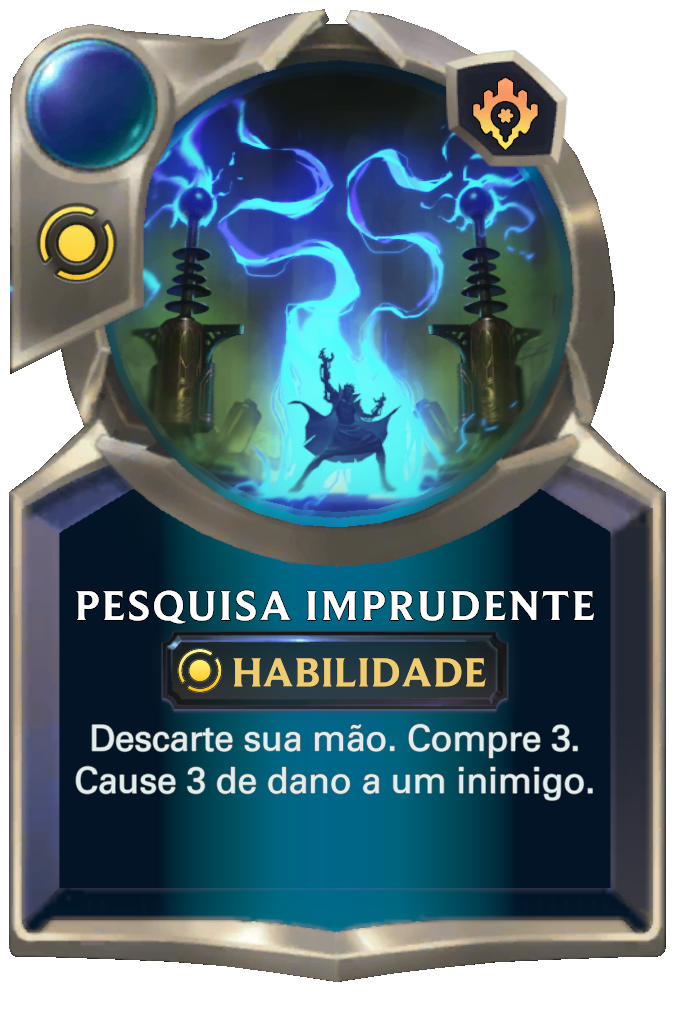 PESQUISA IMPRUDENTE
HABILIDADE
Descarte sua mão. Compre 3.
Cause 3 de dano a um inimigo.